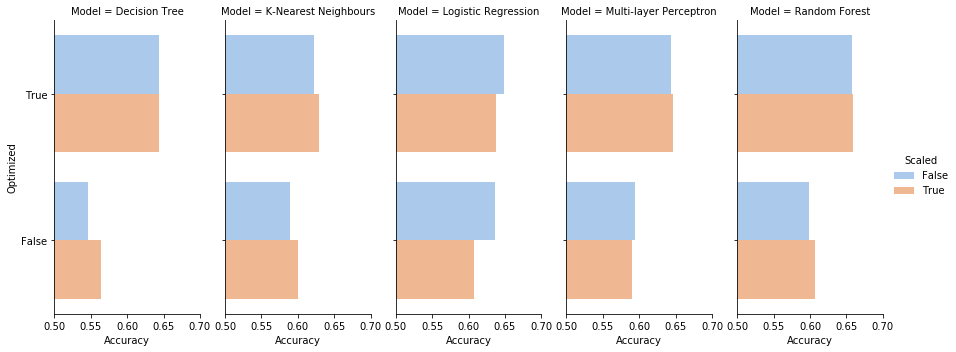 Model = Decision Tree
Model = K-Nearest Neighbours
Model = Logistic Regression
Model = Multi-layer Perceptron
Model = Random Forest
Optimized
True
False
Scaled
False
True
0.50 0.55 0.60 0.65 0.70
0.50 0.55 0.60 0.65 0.70
0.50 0.55 0.60 0.65 0.70
0.50 0.55 0.60 0.65 0.70
0.50 0.55 0.60 0.65 0.70
Accuracy
Accuracy
Accuracy
Accuracy
Accuracy